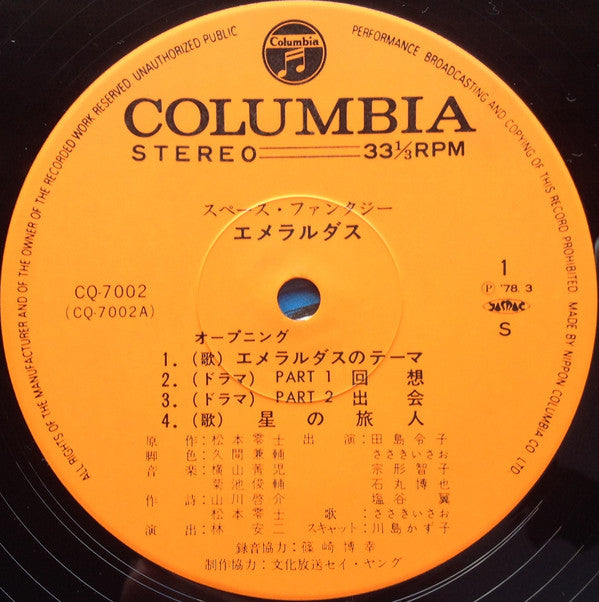 ALL RIGHTS OF THE MANUFACTURER AND OF THE OWNER OF THE RECORDED WORK RESERVED UNAUTHORIZED PUBLIC PERFORMANCE BROADCASTING AND COPYING OF THIS RECORD PROHIBITED MADE BY NIPPON COLUMBIA CO LTD.
Columbia
COLUMBIA
STEREO 33⅓RPM
スペース・ファンタジー
エメラルダス
CQ-7002
(CQ-7002A)
1
Ⓟ '78.3
JASRAC
S
オープニング
1. (歌) エメラルダスのテーマ
2. (ドラマ) PART 1 回想
3. (ドラマ) PART 2 出会
4. (歌) 星の旅人
原作:松本零士 出演:田島令子
脚色:久間兼輔 ささきいさお
音楽:横山菁児 宗形智子
菊池俊輔 石丸博也
作詩:山川啓介 塩谷翼
松本零士 歌:ささきいさお
演出:林安二 スキャット:川島かず子
録音協力:篠崎博幸
制作協力:文化放送セイ・ヤング